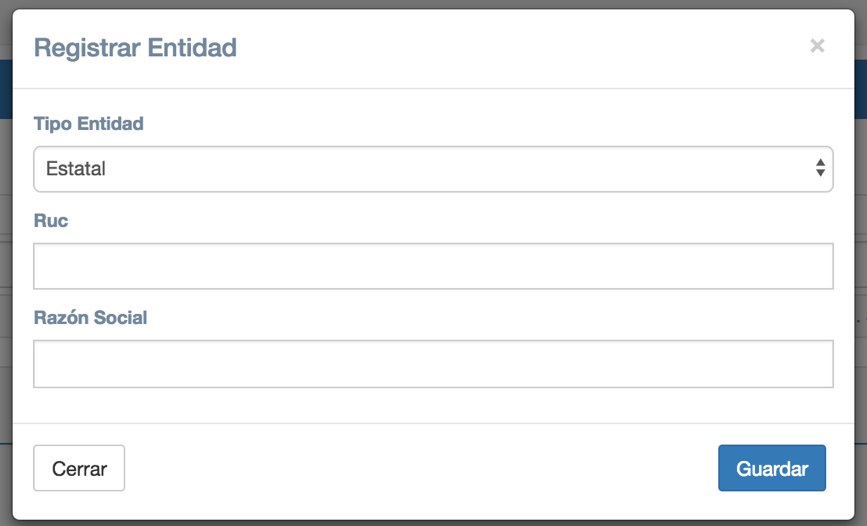 Registrar Entidad ×
Tipo Entidad
Estatal
Ruc
Razón Social
Cerrar
Guardar